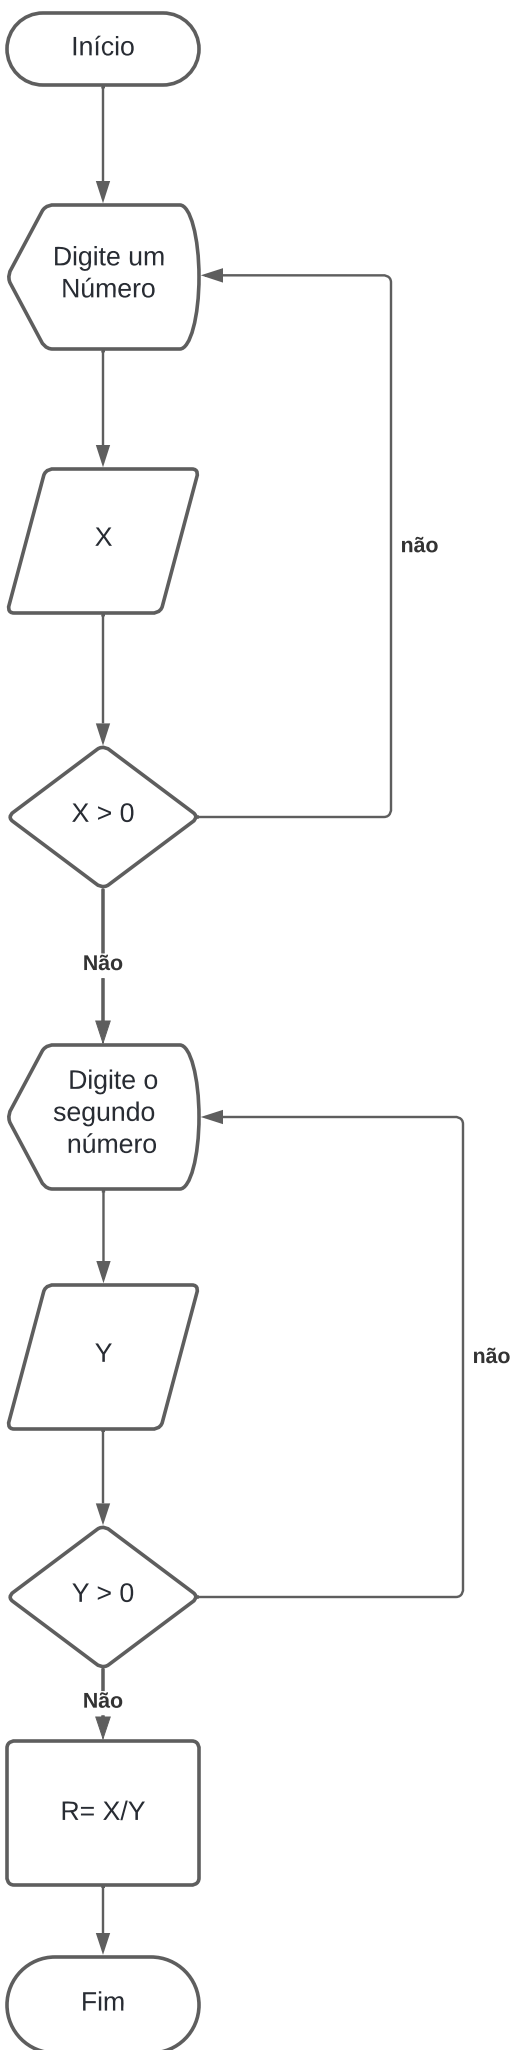 Início
Digite um
Número
X
não
X > 0
Não
Digite o
segundo
número
Y
não
Y > 0
Não
R= X/Y
Fim